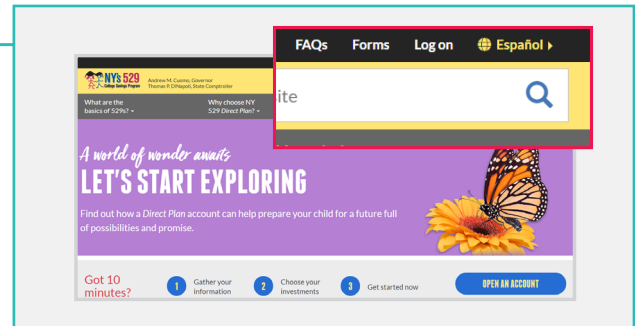 FAQs Forms Log on Español
ite
NY's 529
College Savings Program
Andrew M. Cuomo, Governor
Thomas P. DiNapoli, State Comptroller
What are the
basics of 529s?
Why choose NY
529 Direct Plan?
A world of wonder awaits
LET'S START EXPLORING
Find out how a Direct Plan account can help prepare your child for a future full
of possibilities and promise.
Got 10
minutes?
1 Gather your
information
2 Choose your
investments
3 Get started now
OPEN AN ACCOUNT